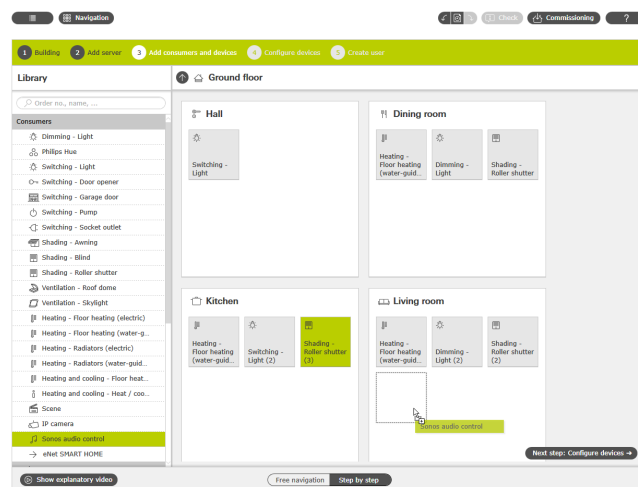 Navigation
Check
Commissioning
?
1 Building 2 Add server 3 Add consumers and devices 4 Configure devices 5 Create user
Library
Ground floor
Order no., name, ...
Consumers
Dimming - Light
Philips Hue
Switching - Light
Switching - Door opener
Switching - Garage door
Switching - Pump
Switching - Socket outlet
Shading - Awning
Shading - Blind
Shading - Roller shutter
Ventilation - Roof dome
Ventilation - Skylight
Heating - Floor heating (electric)
Heating - Floor heating (water-g...
Heating - Radiators (electric)
Heating - Radiators (water-guid...
Heating and cooling - Floor heat...
Heating and cooling - Heat / coo...
Scene
IP camera
Sonos audio control
eNet SMART HOME
Hall
Switching -
Light
Dining room
Heating -
Floor heating
(water-guid...
Dimming -
Light
Shading -
Roller shutter
Kitchen
Heating -
Floor heating
(water-guid...
Switching -
Light (2)
Shading -
Roller shutter
(3)
Living room
Heating -
Floor heating
(water-guid...
Dimming -
Light (2)
Shading -
Roller shutter
(2)
Sonos audio control
Next step: Configure devices
Show explanatory video
Free navigation Step by step